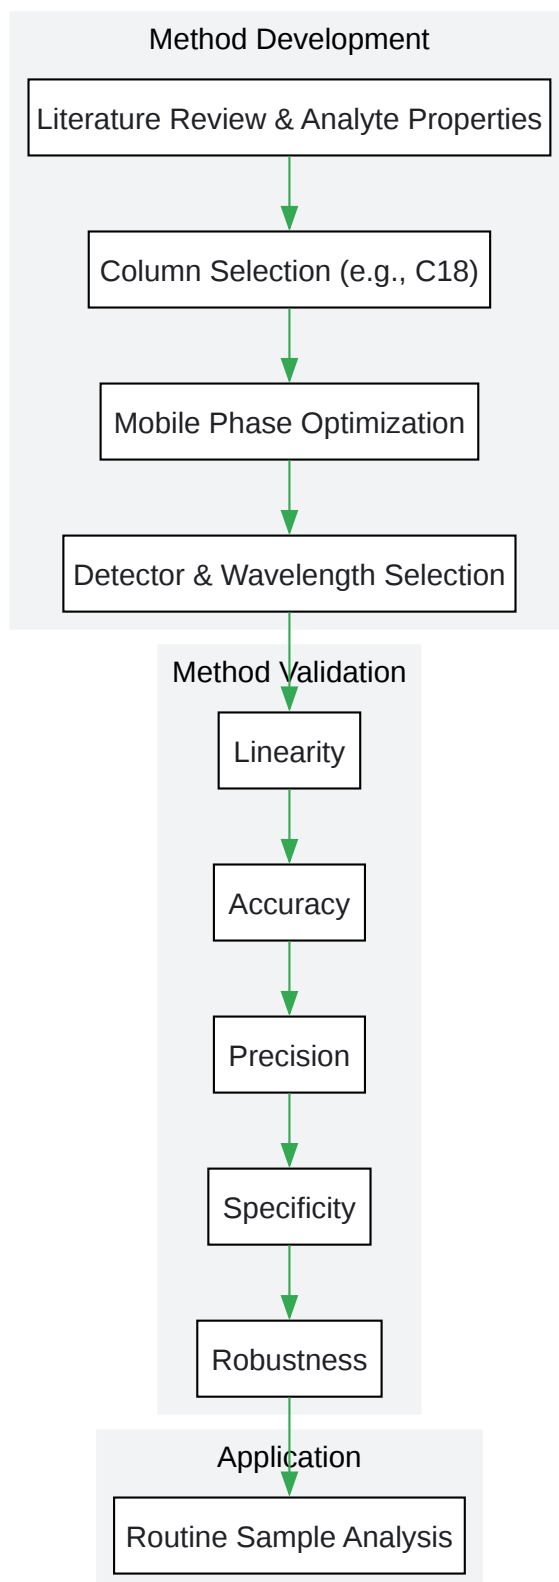 Method Development
Literature Review & Analyte Properties
Column Selection (e.g., C18)
Mobile Phase Optimization
Detector & Wavelength Selection
Method Validation
Linearity
Accuracy
Precision
Specificity
Robustness
Application
Routine Sample Analysis